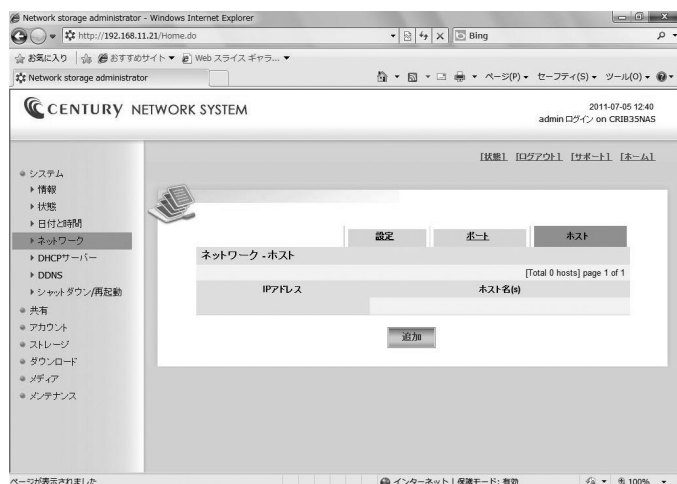 Network storage administrator - Windows Internet Explorer
http://192.168.11.21/Home.do
Bing
お気に入り
おすすめサイト ▼
Web スライス ギャラ... ▼
Network storage administrator
ページ(P) ▼ セーフティ(S) ▼ ツール(O) ▼
CENTURY NETWORK SYSTEM
2011-07-05 12:40
admin ログイン on CRIB35NAS
[状態] [ログアウト] [サポート] [ホーム]
システム
情報
状態
日付と時間
ネットワーク
DHCPサーバー
DDNS
シャットダウン/再起動
共有
アカウント
ストレージ
ダウンロード
メディア
メンテナンス
設定 ポート ホスト
ネットワーク - ホスト
[Total 0 hosts] page 1 of 1
IPアドレス ホスト名(s)
追加
ページが表示されました
インターネット | 保護モード: 有効
100%